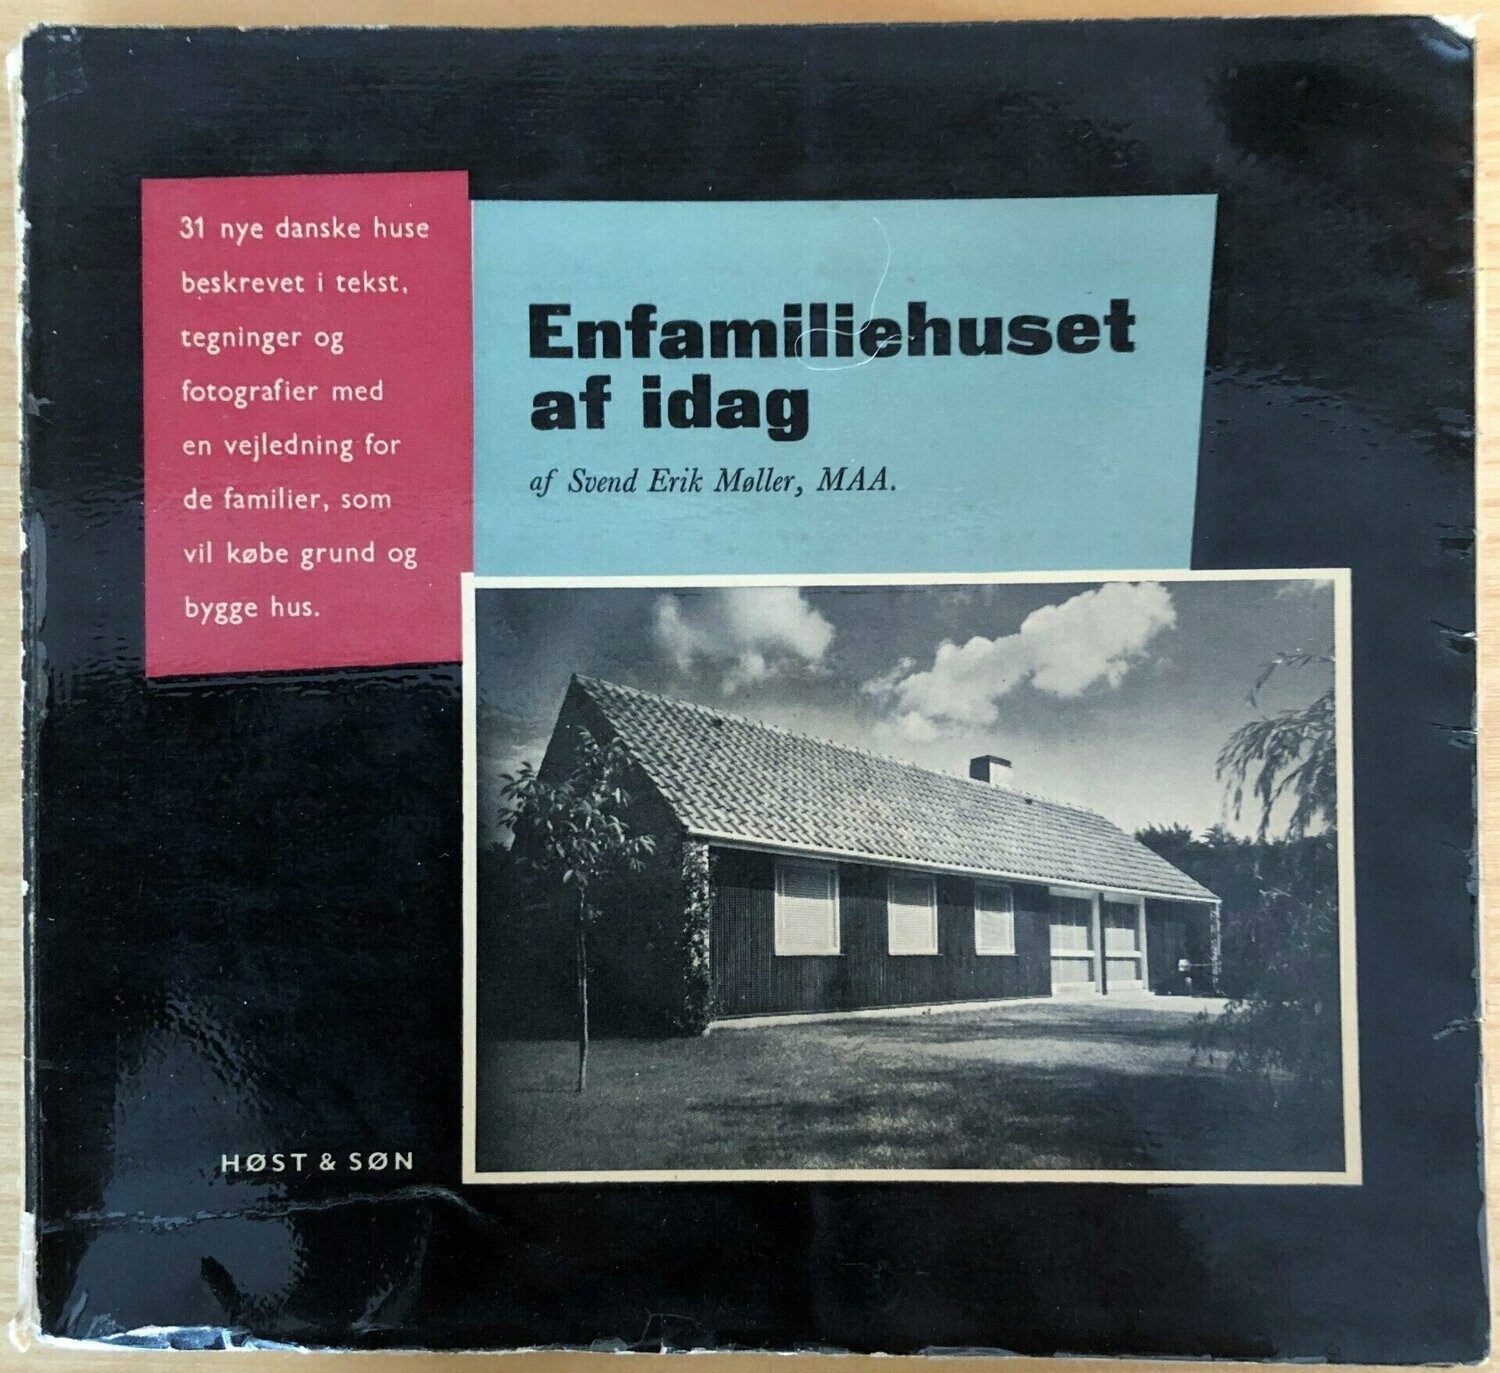 31 nye danske huse
beskrevet i tekst,
tegninger og
fotografier med
en vejledning for
de familier, som
vil købe grund og
bygge hus.
Enfamiliehuset
af idag
af Svend Erik Møller, MAA.
HØST & SØN